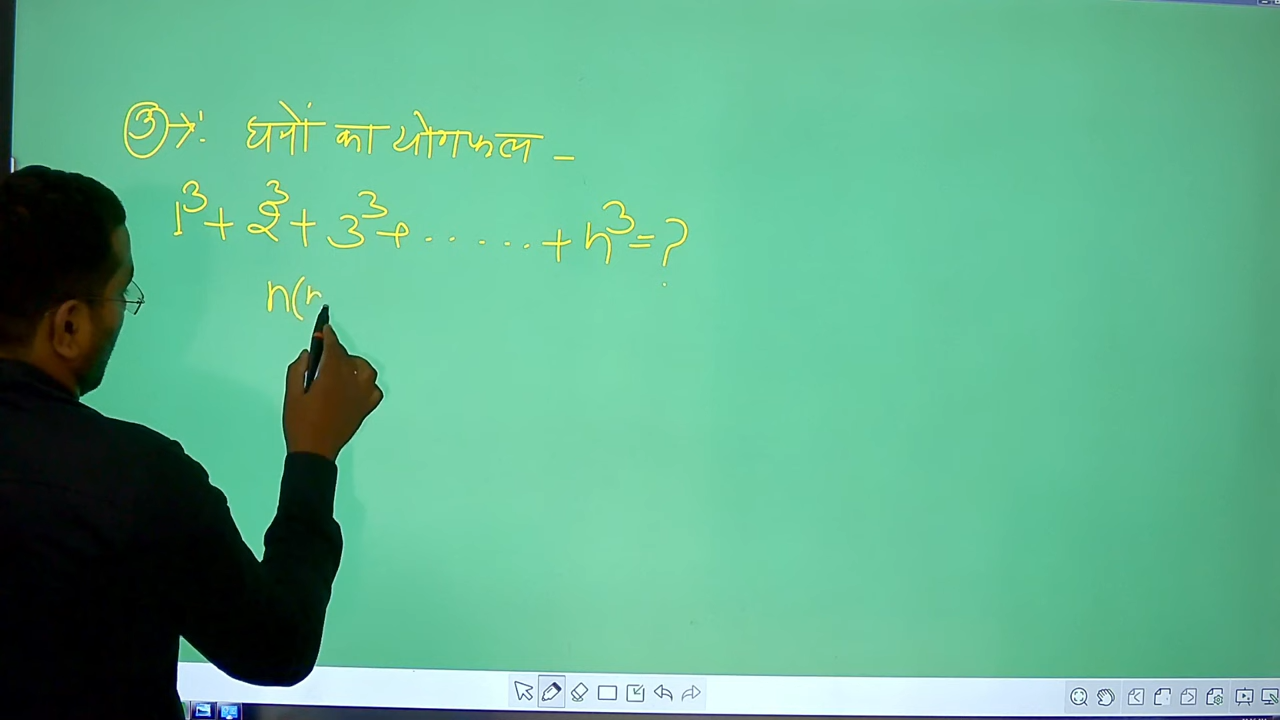 ③ → : घनों का योगफल –
1³ + 2³ + 3³ + ...... + n³ = ?
n(n